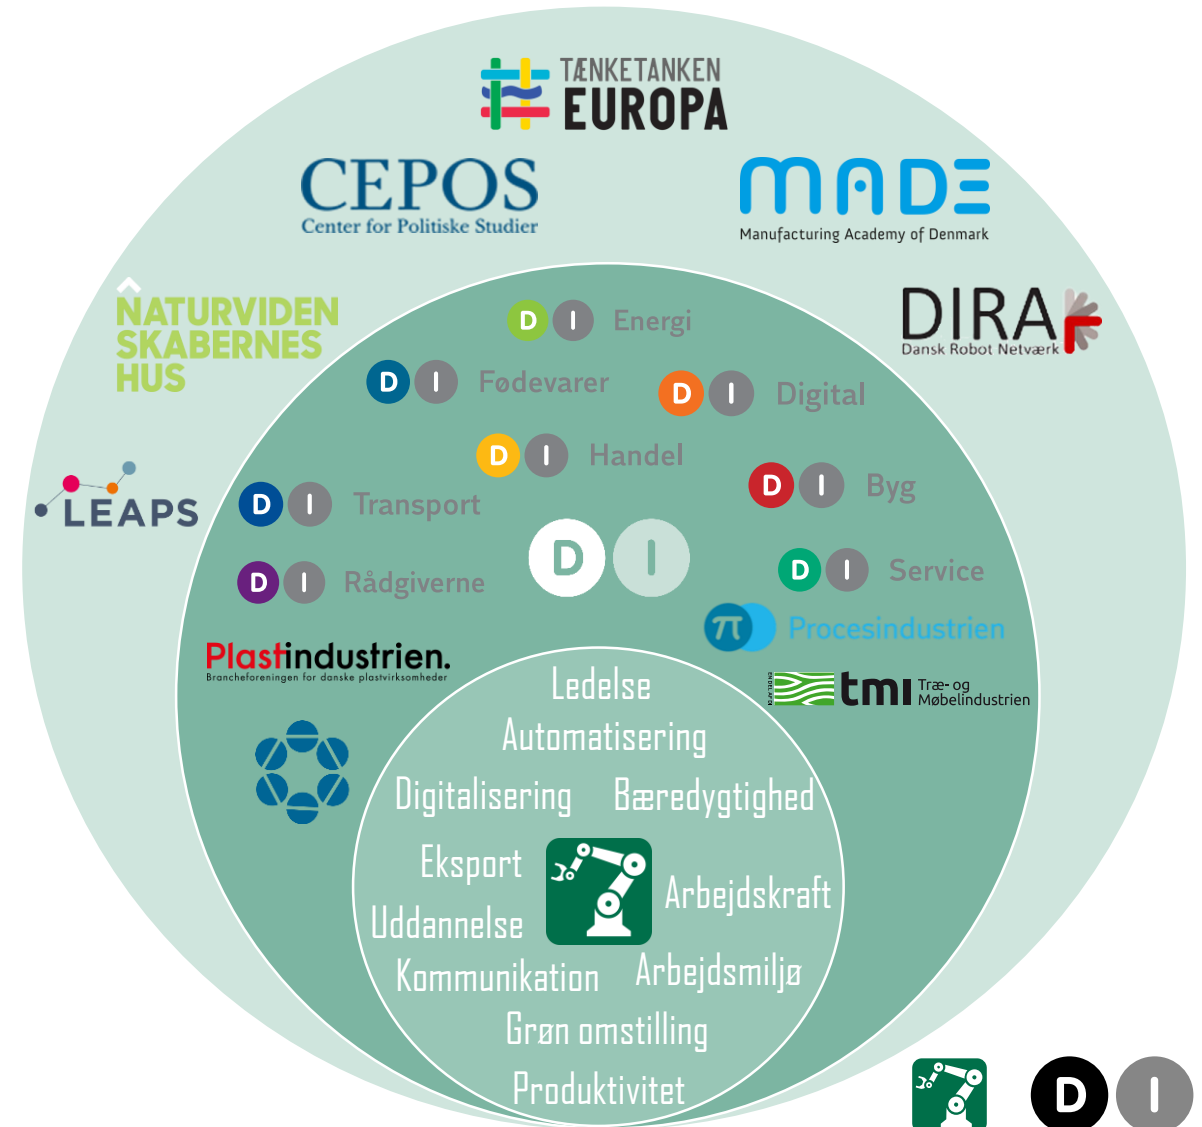 TÆNKETANKEN
EUROPA
CEPOS
Center for Politiske Studier
MADE
Manufacturing Academy of Denmark
NATURVIDEN
SKABERNES
HUS
DIRA
Dansk Robot Netværk
D I Energi
D I Fødevarer
D I Digital
D I Handel
D I Byg
LEAPS
D I Transport
D I
D I Service
D I Rådgiverne
π Procesindustrien
Plastindustrien.
Brancheforeningen for danske plastvirksomheder
tmi Træ- og
Møbelindustrien
Ledelse
Automatisering
Digitalisering
Bæredygtighed
Eksport
Arbejdskraft
Uddannelse
Kommunikation
Arbejdsmiljø
Grøn omstilling
Produktivitet
D I